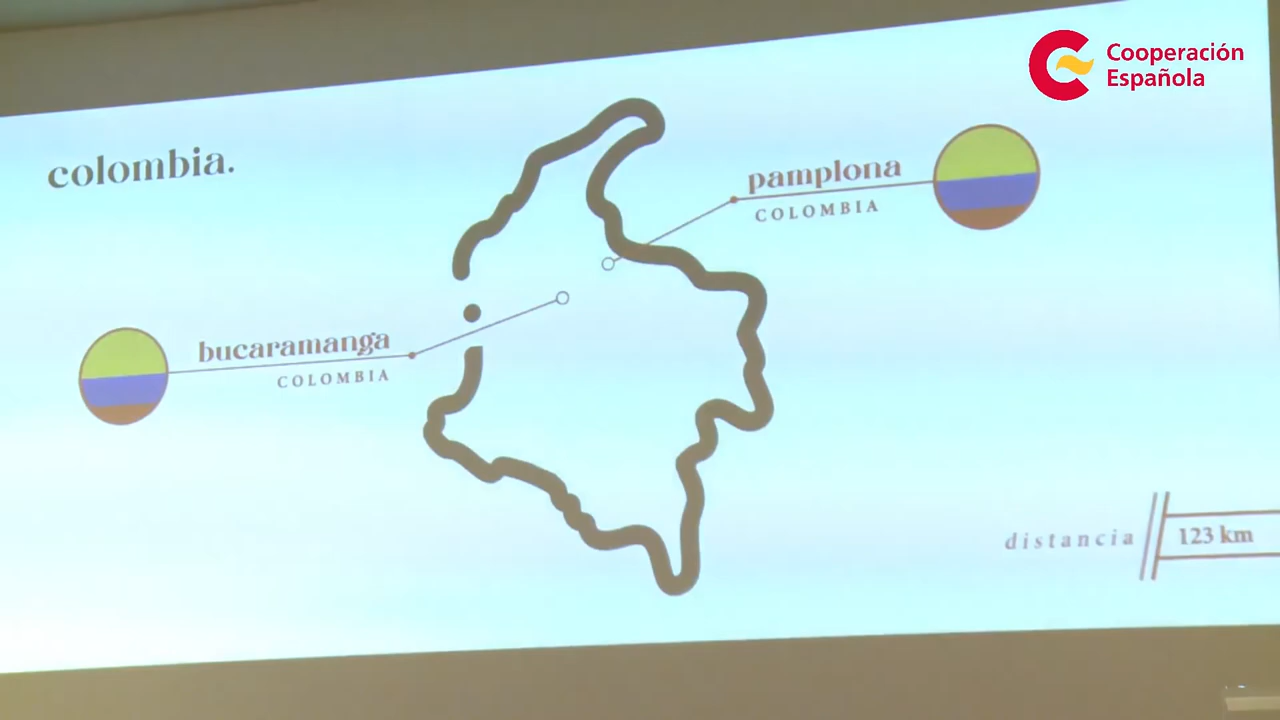 Cooperación
Española
colombia.
pamplona
COLOMBIA
bucaramanga
COLOMBIA
distancia
123 km